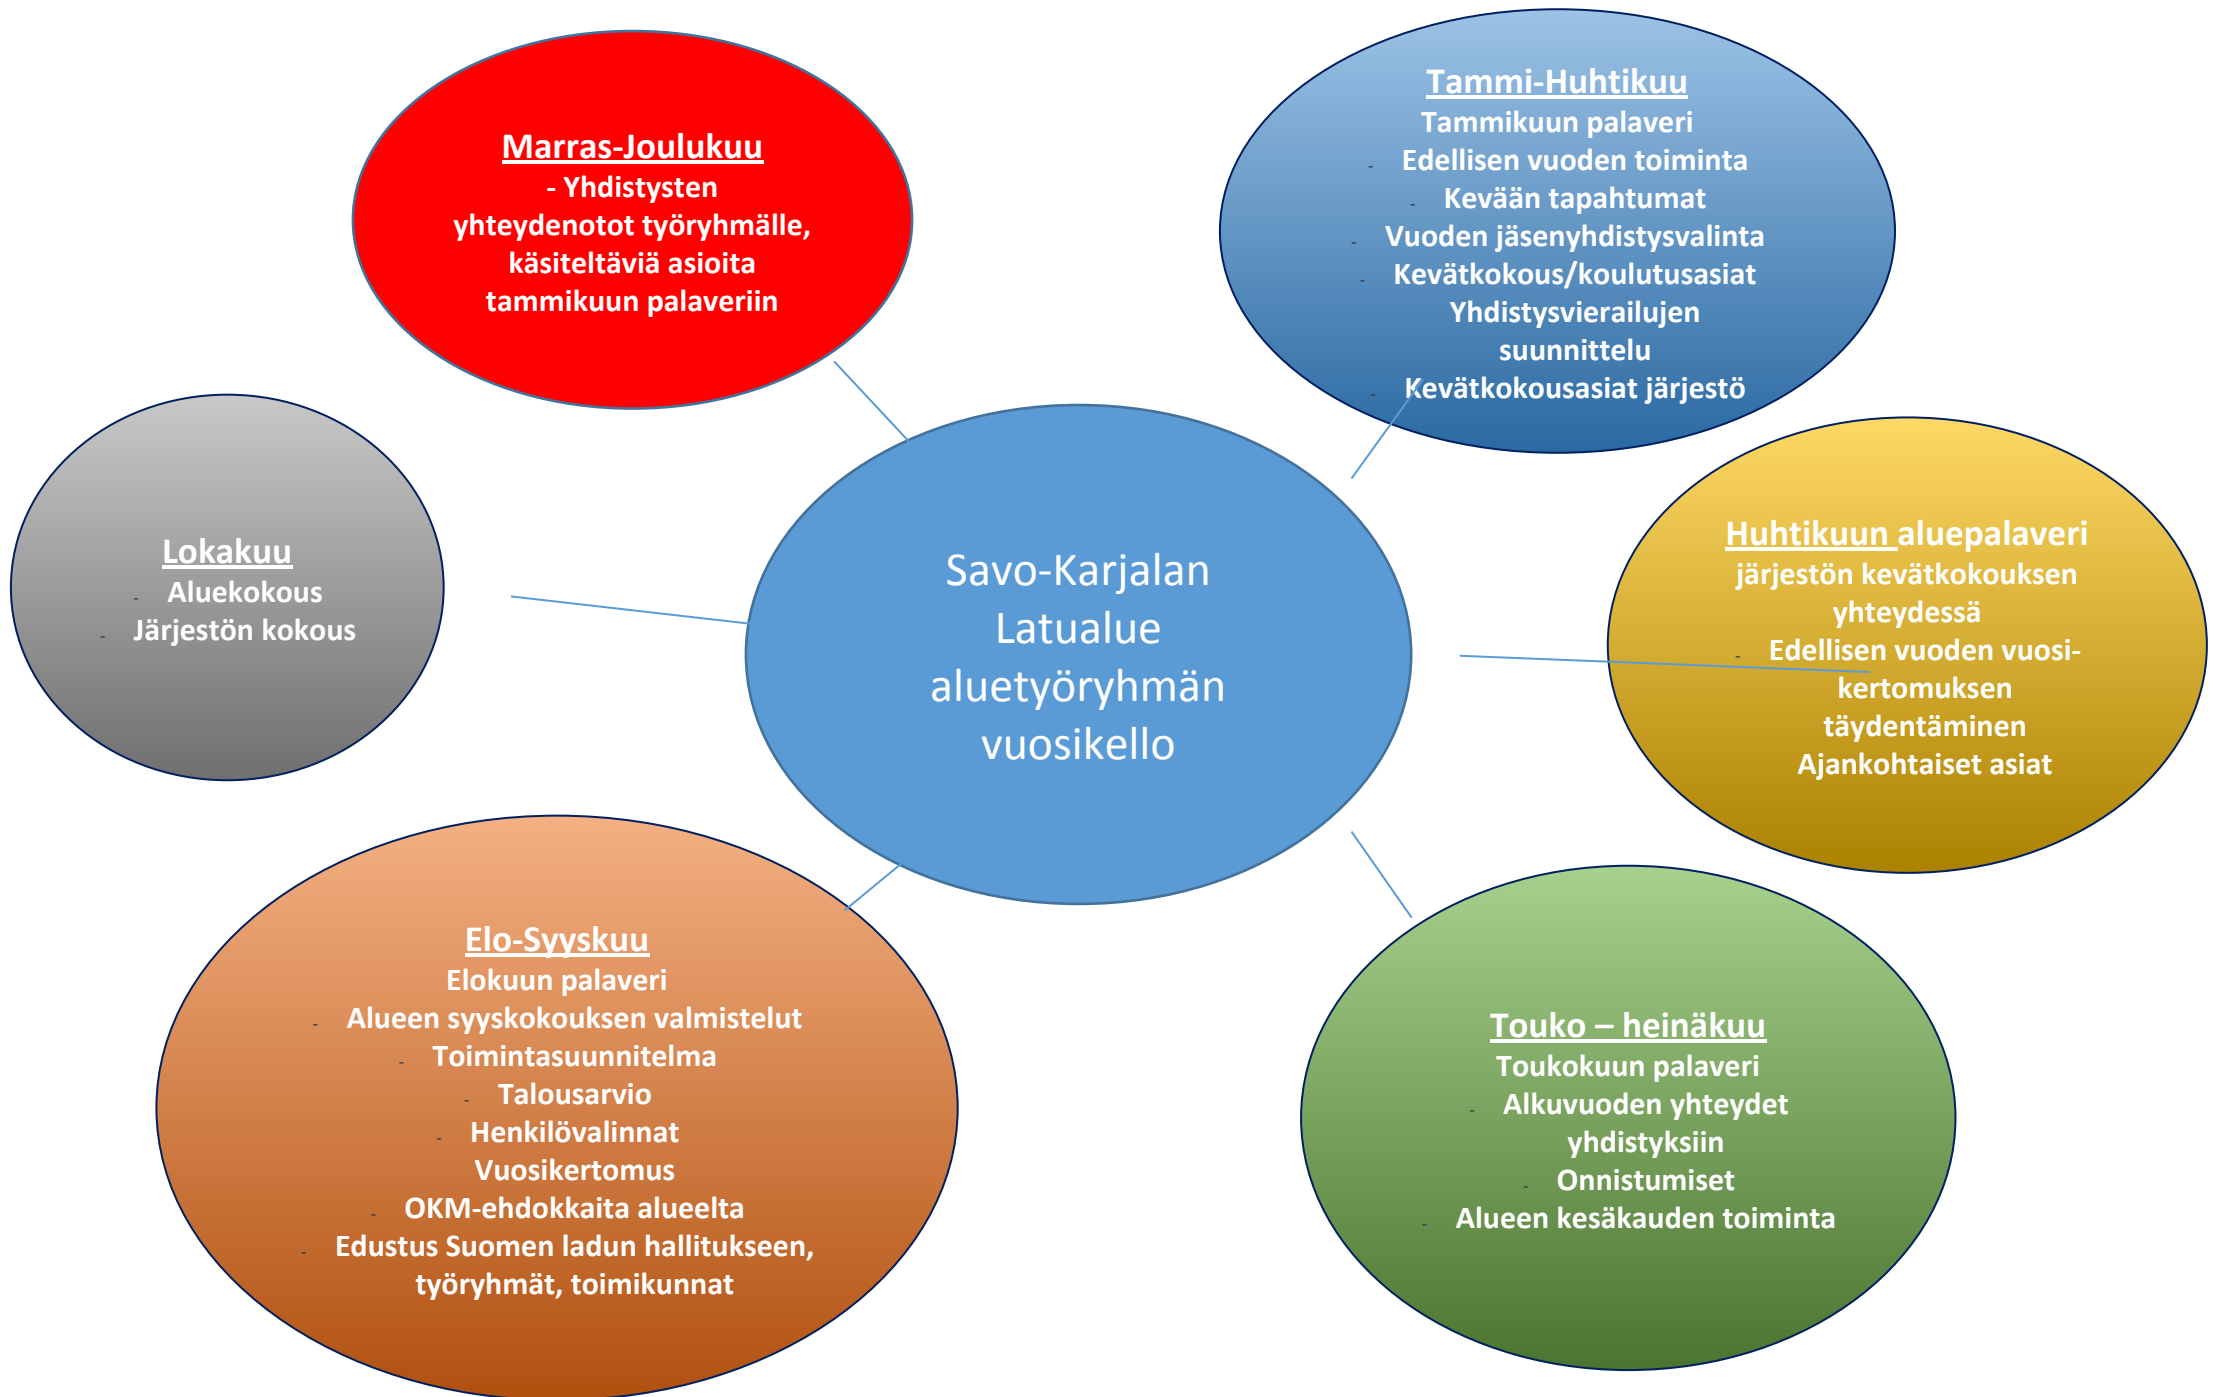 Marras-Joulukuu
- Yhdistysten
yhteydenotot työryhmälle,
käsiteltäviä asioita
tammikuun palaveriin
Tammi-Huhtikuu
Tammikuun palaveri
- Edellisen vuoden toiminta
- Kevään tapahtumat
- Vuoden jäsenyhdistysvalinta
- Kevätkokous/koulutusasiat
Yhdistysvierailujen
suunnittelu
- Kevätkokousasiat järjestö
Huhtikuun aluepalaveri
järjestön kevätkokouksen
yhteydessä
- Edellisen vuoden vuosi-
kertomuksen
täydentäminen
Ajankohtaiset asiat
Touko – heinäkuu
Toukokuun palaveri
- Alkuvuoden yhteydet
yhdistyksiin
- Onnistumiset
- Alueen kesäkauden toiminta
Elo-Syyskuu
Elokuun palaveri
- Alueen syyskokouksen valmistelut
- Toimintasuunnitelma
- Talousarvio
- Henkilövalinnat
Vuosikertomus
- OKM-ehdokkaita alueelta
- Edustus Suomen ladun hallitukseen,
työryhmät, toimikunnat
Lokakuu
- Aluekokous
- Järjestön kokous
Savo-Karjalan
Latualue
aluetyöryhmän
vuosikello